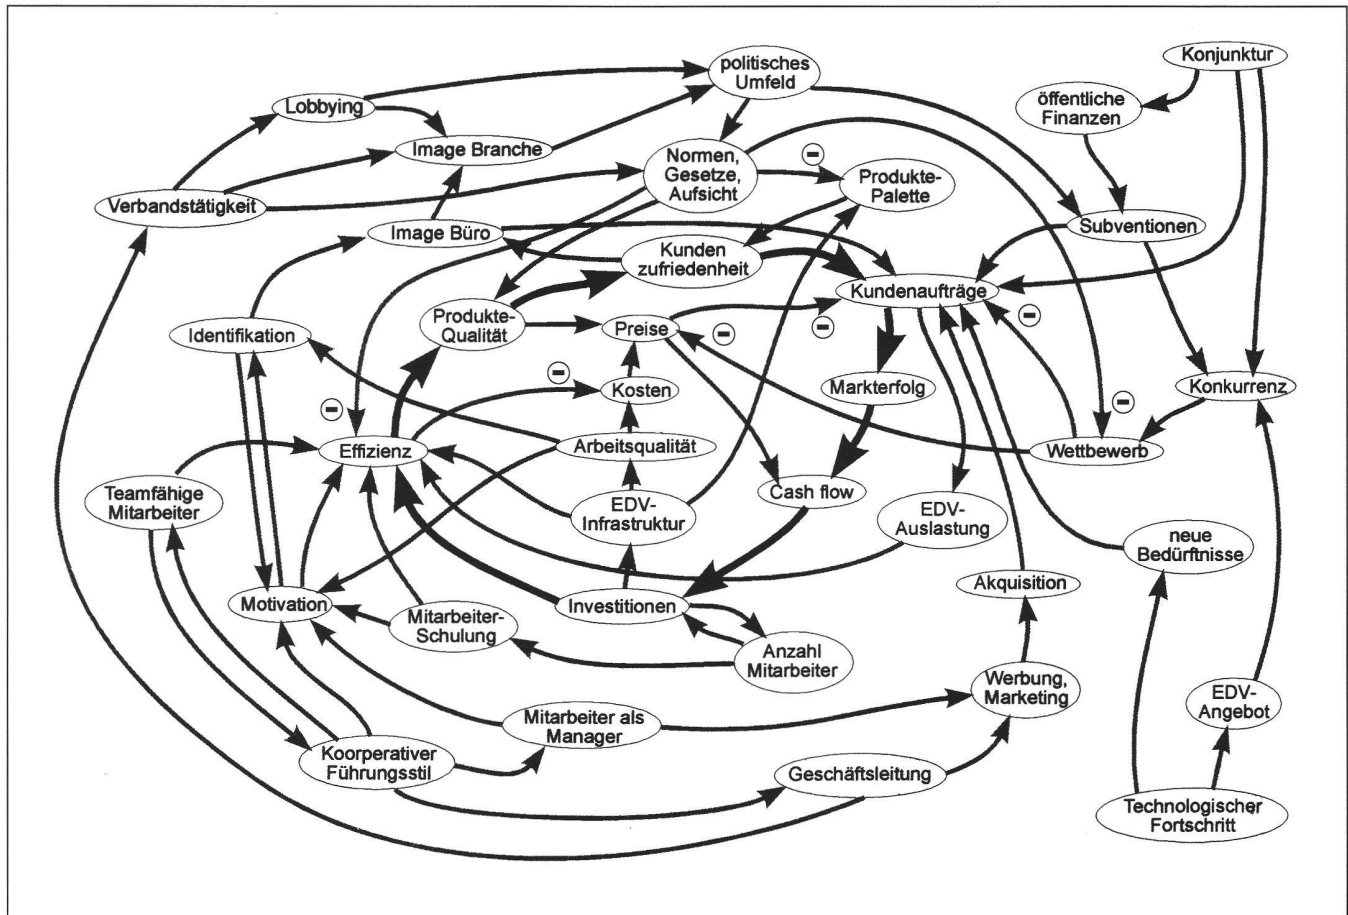 politisches
Umfeld
Konjunktur
Lobbying
öffentliche
Finanzen
Image Branche
Normen,
Gesetze,
Aufsicht
−
Produkte-
Palette
Verbandstätigkeit
Image Büro
Subventionen
Kunden
zufriedenheit
Kundenaufträge
Identifikation
Produkte-
Qualität
Preise
−
−
−
Kosten
−
Markterfolg
Konkurrenz
−
−
Effizienz
Arbeitsqualität
Wettbewerb
Teamfähige
Mitarbeiter
Cash flow
EDV-
Infrastruktur
EDV-
Auslastung
neue
Bedürftnisse
Akquisition
Motivation
Investitionen
Mitarbeiter-
Schulung
Anzahl
Mitarbeiter
Werbung,
Marketing
EDV-
Angebot
Mitarbeiter als
Manager
Koorperativer
Führungsstil
Geschäftsleitung
Technologischer
Fortschritt